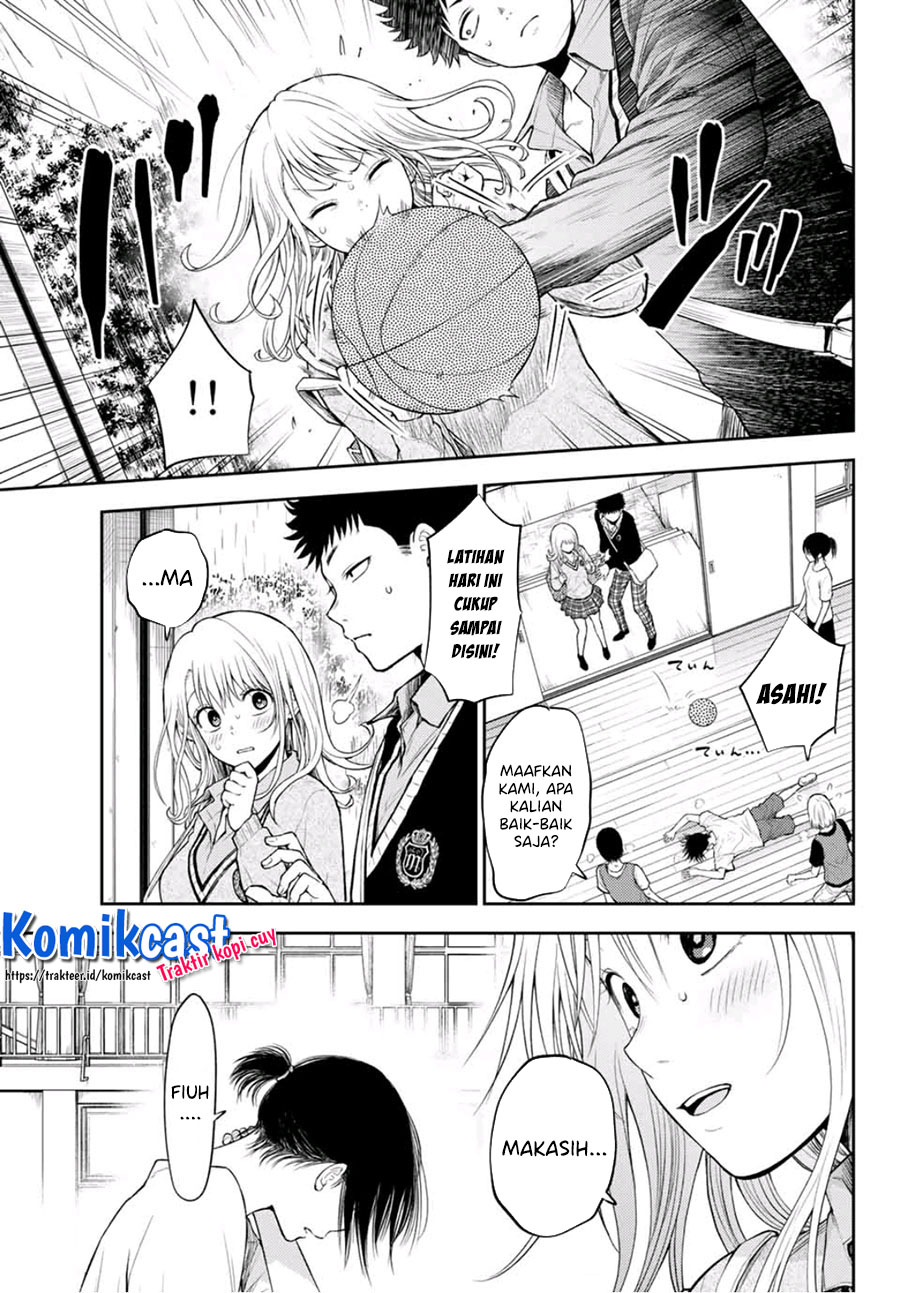 !!
ASAHI!
LATIHAN
HARI INI
CUKUP
SAMPAI
DISINI!
てぃん
てぃん...
MAAFKAN
KAMI, APA
KALIAN
BAIK-BAIK
SAJA?
...MA
Komikcast
https://trakteer.id/komikcast
Traktir kopi cuy
MAKASIH...
FIUH
....